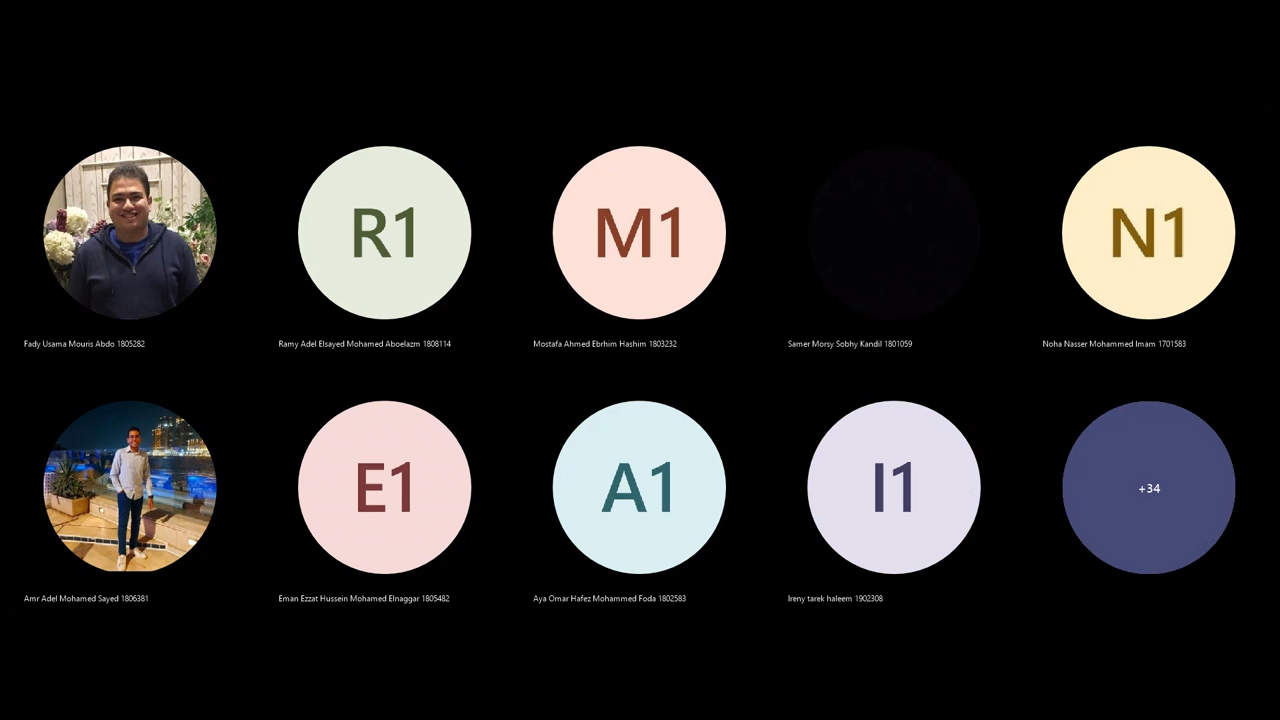 R1
M1
N1
Fady Usama Mouris Abdo 1805282
Ramy Adel Elsayed Mohamed Aboelazm 1808114
Mostafa Ahmed Ebrhim Hashim 1803232
Samer Morsy Sobhy Kandil 1801059
Noha Nasser Mohammed Imam 1701583
E1
A1
I1
+34
Amr Adel Mohamed Sayed 1806381
Eman Ezzat Hussein Mohamed Elnaggar 1805482
Aya Omar Hafez Mohammed Foda 1802583
Ireny tarek haleem 1902308